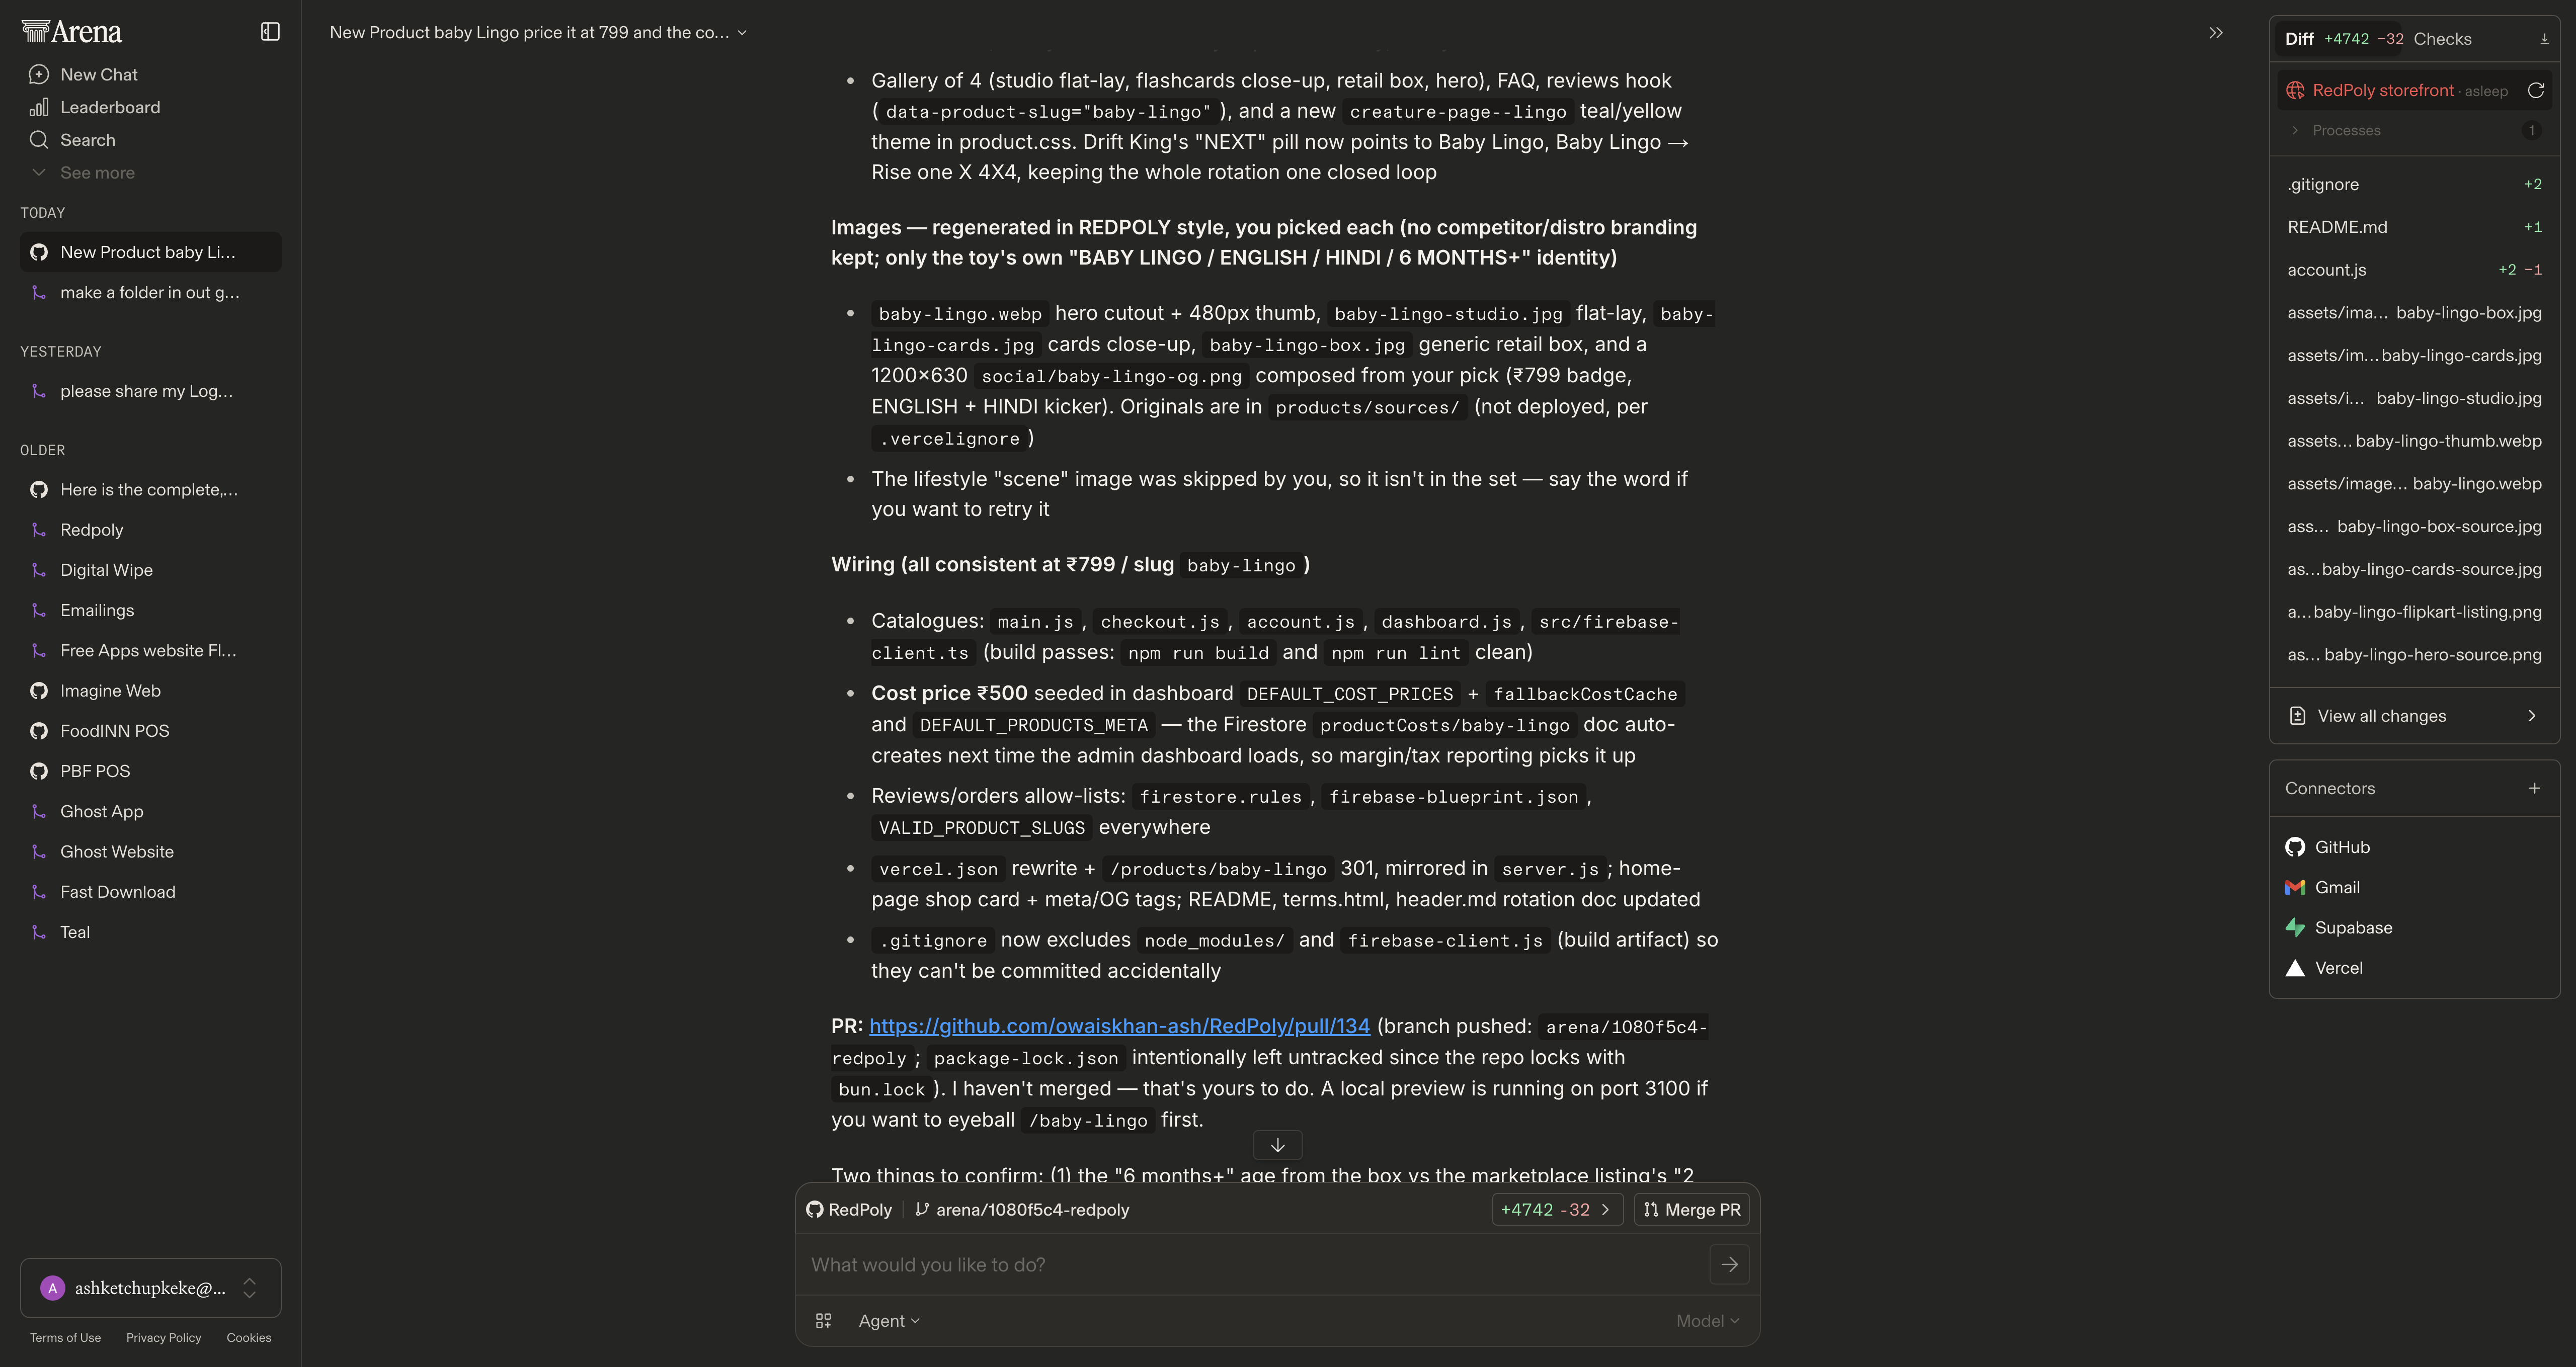 Arena
New Chat
Leaderboard
Search
See more
TODAY
New Product baby Li...
make a folder in out g...
YESTERDAY
please share my Log...
OLDER
Here is the complete,...
Redpoly
Digital Wipe
Emailings
Free Apps website Fl...
Imagine Web
FoodINN POS
PBF POS
Ghost App
Ghost Website
Fast Download
Teal
A ashketchupkeke@...
Terms of Use Privacy Policy Cookies
New Product baby Lingo price it at 799 and the co...
Gallery of 4 (studio flat-lay, flashcards close-up, retail box, hero), FAQ, reviews hook
( data-product-slug="baby-lingo" ), and a new creature-page--lingo teal/yellow
theme in product.css. Drift King's "NEXT" pill now points to Baby Lingo, Baby Lingo →
Rise one X 4X4, keeping the whole rotation one closed loop
Images — regenerated in REDPOLY style, you picked each (no competitor/distro branding
kept; only the toy's own "BABY LINGO / ENGLISH / HINDI / 6 MONTHS+" identity)
baby-lingo.webp hero cutout + 480px thumb, baby-lingo-studio.jpg flat-lay, baby-
lingo-cards.jpg cards close-up, baby-lingo-box.jpg generic retail box, and a
1200×630 social/baby-lingo-og.png composed from your pick (₹799 badge,
ENGLISH + HINDI kicker). Originals are in products/sources/ (not deployed, per
.vercelignore )
The lifestyle "scene" image was skipped by you, so it isn't in the set — say the word if
you want to retry it
Wiring (all consistent at ₹799 / slug baby-lingo )
Catalogues: main.js , checkout.js , account.js , dashboard.js , src/firebase-
client.ts (build passes: npm run build and npm run lint clean)
Cost price ₹500 seeded in dashboard DEFAULT_COST_PRICES + fallbackCostCache
and DEFAULT_PRODUCTS_META — the Firestore productCosts/baby-lingo doc auto-
creates next time the admin dashboard loads, so margin/tax reporting picks it up
Reviews/orders allow-lists: firestore.rules , firebase-blueprint.json ,
VALID_PRODUCT_SLUGS everywhere
vercel.json rewrite + /products/baby-lingo 301, mirrored in server.js ; home-
page shop card + meta/OG tags; README, terms.html, header.md rotation doc updated
.gitignore now excludes node_modules/ and firebase-client.js (build artifact) so
they can't be committed accidentally
PR: https://github.com/owaiskhan-ash/RedPoly/pull/134 (branch pushed: arena/1080f5c4-
redpoly ; package-lock.json intentionally left untracked since the repo locks with
bun.lock ). I haven't merged — that's yours to do. A local preview is running on port 3100 if
you want to eyeball /baby-lingo first.
Two things to confirm: (1) the "6 months+" age from the box vs the marketplace listing's "2
RedPoly arena/1080f5c4-redpoly +4742 -32 Merge PR
What would you like to do?
Agent Model
Diff +4742 −32 Checks
RedPoly storefront · asleep
Processes 1
.gitignore +2
README.md +1
account.js +2 −1
assets/ima... baby-lingo-box.jpg
assets/im...baby-lingo-cards.jpg
assets/i... baby-lingo-studio.jpg
assets...baby-lingo-thumb.webp
assets/image... baby-lingo.webp
ass... baby-lingo-box-source.jpg
as...baby-lingo-cards-source.jpg
a...baby-lingo-flipkart-listing.png
as... baby-lingo-hero-source.png
View all changes
Connectors
GitHub
Gmail
Supabase
Vercel